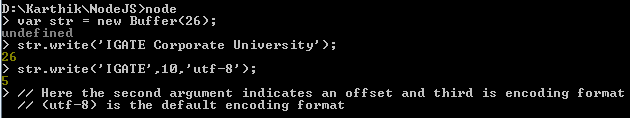 D:\Karthik\NodeJS>node
> var str = new Buffer(26);
undefined
> str.write('IGATE Corporate University');
26
> str.write('IGATE',10,'utf-8');
5
> // Here the second argument indicates an offset and third is encoding format
  // (utf-8) is the default encoding format